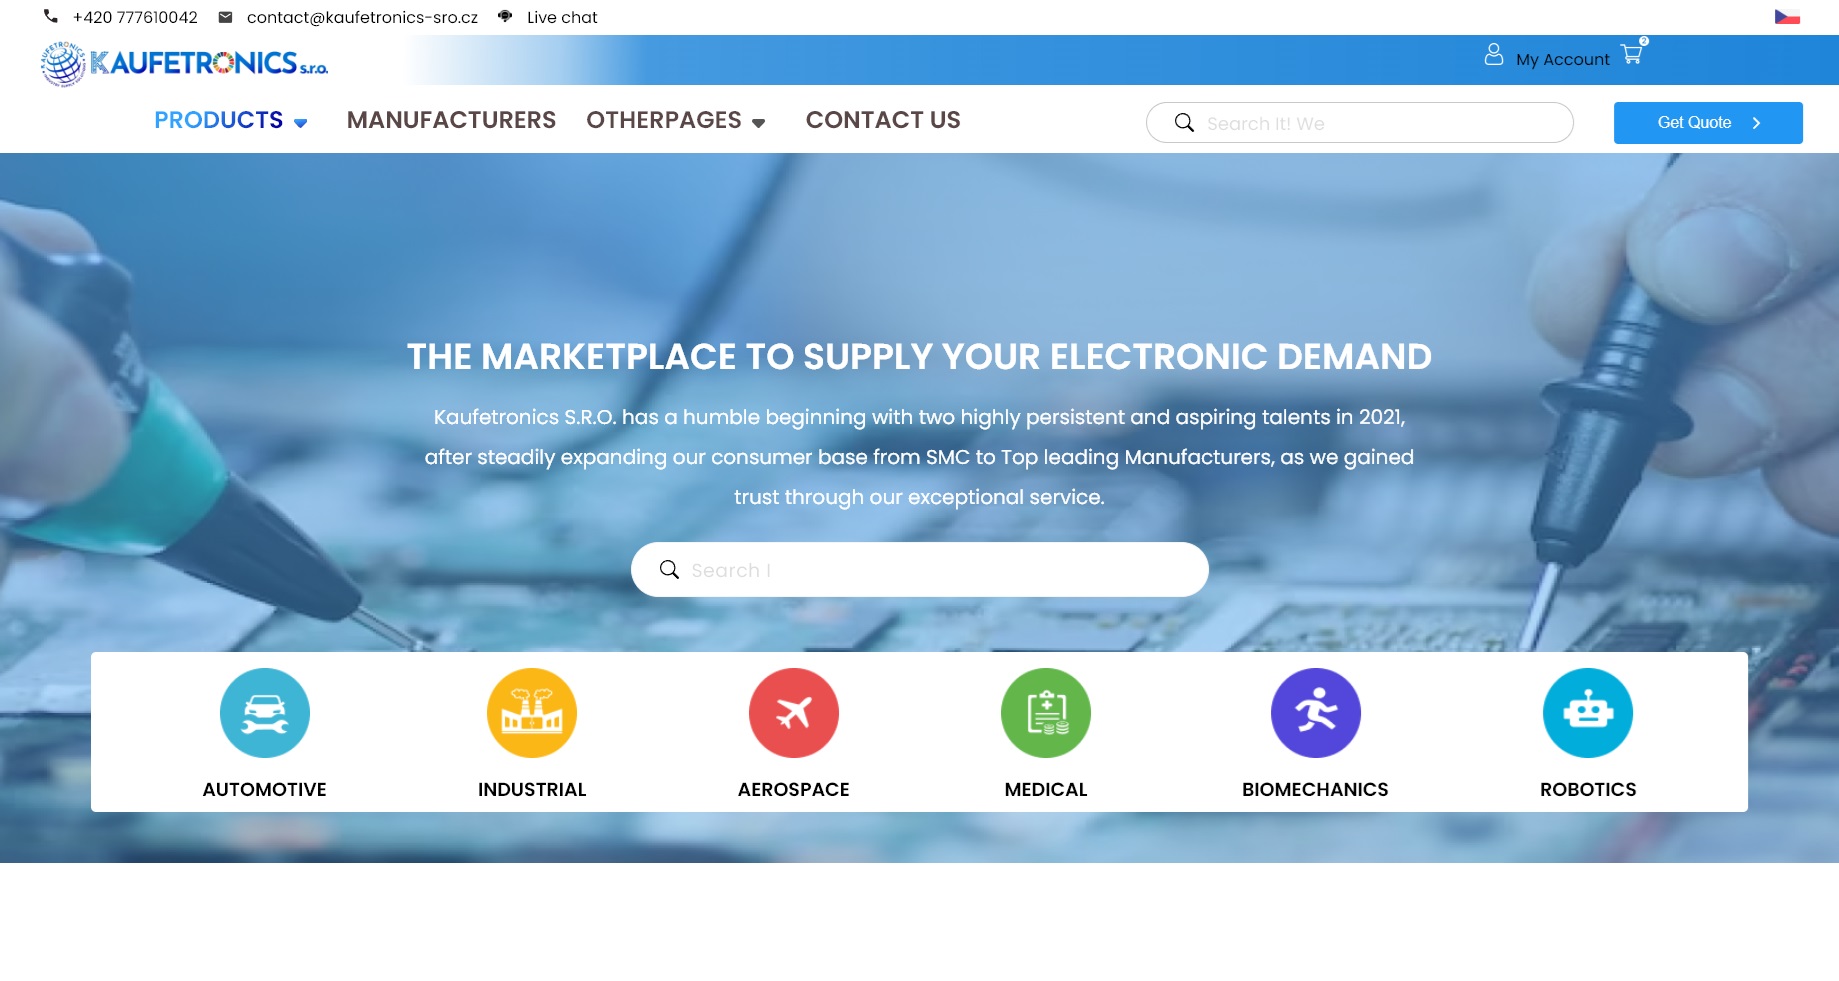 +420 777610042 contact@kaufetronics-sro.cz Live chat
KAUFETRONICS s.r.o.
My Account 2
PRODUCTS MANUFACTURERS OTHERPAGES CONTACT US Search It! We Get Quote
THE MARKETPLACE TO SUPPLY YOUR ELECTRONIC DEMAND
Kaufetronics S.R.O. has a humble beginning with two highly persistent and aspiring talents in 2021,
after steadily expanding our consumer base from SMC to Top leading Manufacturers, as we gained
trust through our exceptional service.
Search I
AUTOMOTIVE INDUSTRIAL AEROSPACE MEDICAL BIOMECHANICS ROBOTICS